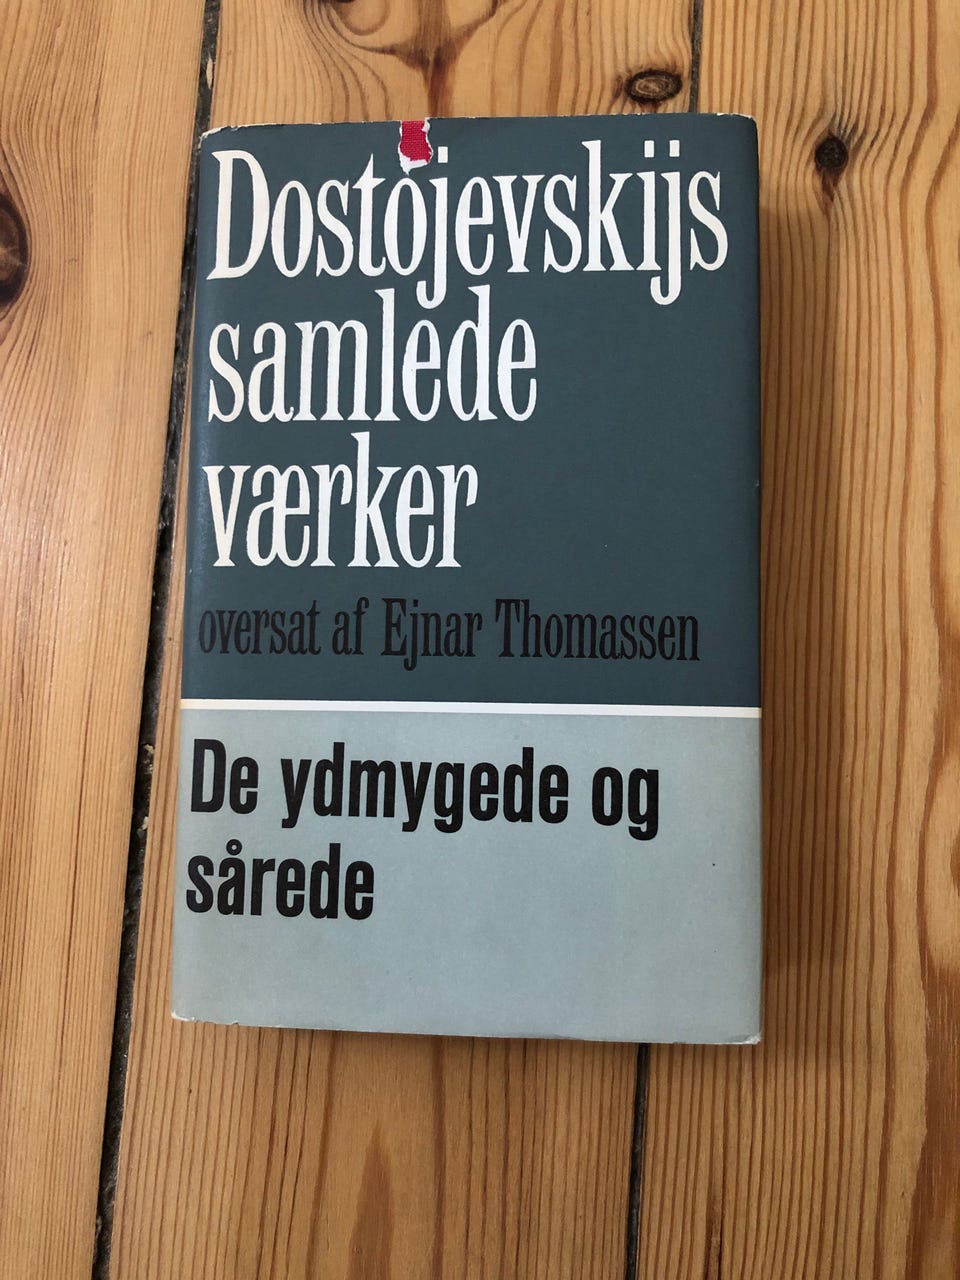 Dostojevskijs
samlede
værker
oversat af Ejnar Thomassen
De ydmygede og
sårede